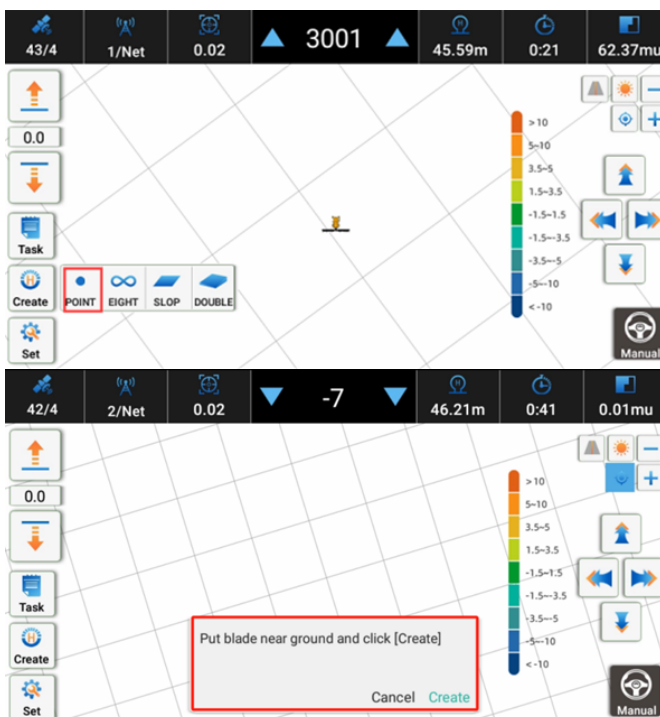 43/4 1/Net 0.02 3001 45.59m 0:21 62.37mu
0.0
Task
Create POINT EIGHT SLOP DOUBLE
Set
> 10
5~10
3.5~5
1.5~3.5
-1.5~1.5
-1.5~-3.5
-3.5~-5
-5~-10
< -10
Manual
42/4 2/Net 0.02 -7 46.21m 0:41 0.01mu
0.0
Task
Create
Set
> 10
5~10
3.5~5
1.5~3.5
-1.5~1.5
-1.5~-3.5
-3.5~-5
-5~-10
< -10
Put blade near ground and click [Create]
Cancel Create
Manual